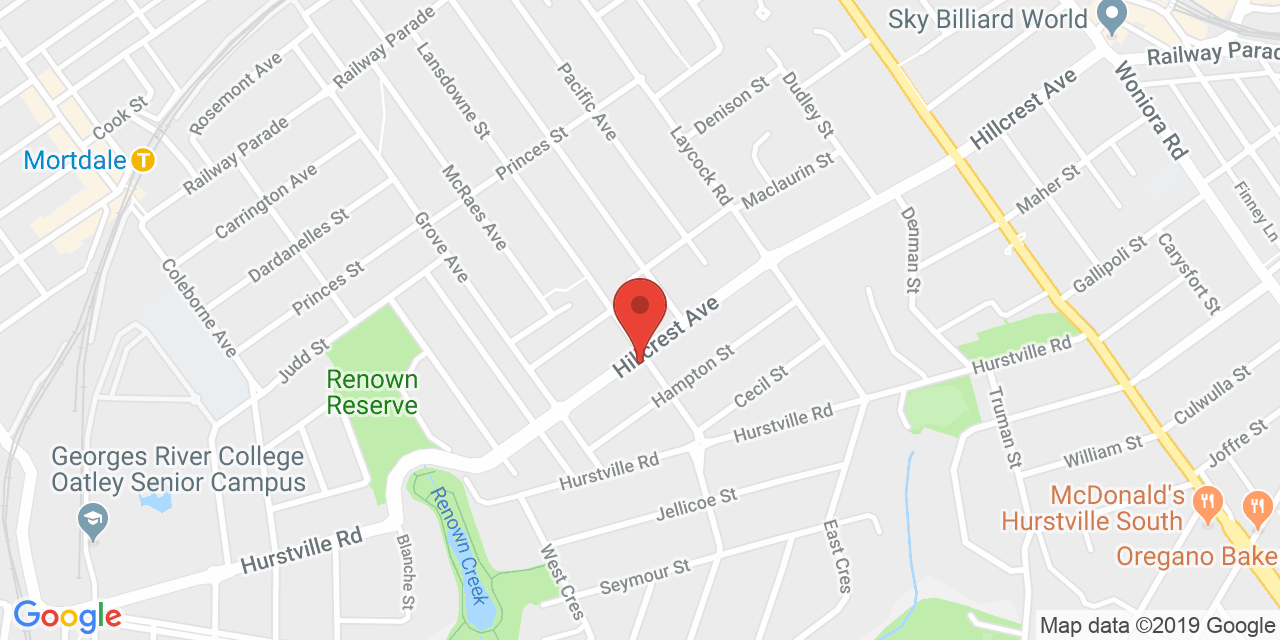 Sky Billiard World
Railway Parade
Lansdowne St
Railway Parad
Rosemont Ave
Pacific Ave
Woniora Rd
Dudley St
Denison St
Hillcrest Ave
Cook St
Railway Parade
Princes St
Laycock Rd
Mortdale
T
Maclaurin St
Maher St
Carrington Ave
McRaes Ave
Finney Ln
Dardanelles St
Grove Ave
Denman St
Carysfort St
Gallipoli St
Princes St
Coleborne Ave
Hillcrest Ave
Judd St
Hurstville Rd
Hampton St
Renown
Reserve
Cecil St
Culwulla St
Hurstville Rd
Truman St
Joffre St
William St
Georges River College
Oatley Senior Campus
Hurstville Rd
McDonald's
Hurstville South
Jellicoe St
Renown Creek
Hurstville Rd
East Cres
Oregano Bake
Blanche St
West Cres
Seymour St
Google
Map data ©2019 Google